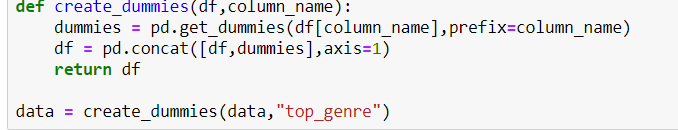 def create_dummies(df,column_name):
    dummies = pd.get_dummies(df[column_name],prefix=column_name)
    df = pd.concat([df,dummies],axis=1)
    return df
data = create_dummies(data,"top_genre")